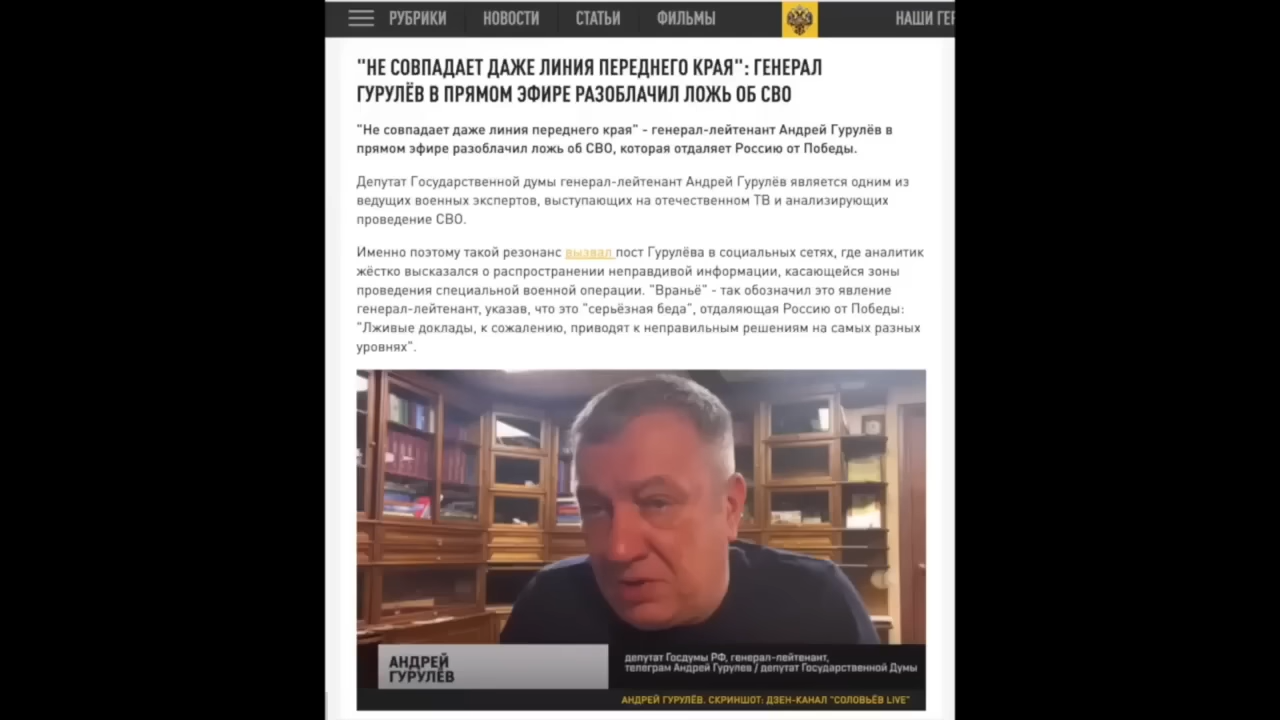 РУБРИКИ НОВОСТИ СТАТЬИ ФИЛЬМЫ НАШИ ГЕР
"НЕ СОВПАДАЕТ ДАЖЕ ЛИНИЯ ПЕРЕДНЕГО КРАЯ": ГЕНЕРАЛ
ГУРУЛЁВ В ПРЯМОМ ЭФИРЕ РАЗОБЛАЧИЛ ЛОЖЬ ОБ СВО
"Не совпадает даже линия переднего края" - генерал-лейтенант Андрей Гурулёв в
прямом эфире разоблачил ложь об СВО, которая отдаляет Россию от Победы.
Депутат Государственной думы генерал-лейтенант Андрей Гурулёв является одним из
ведущих военных экспертов, выступающих на отечественном ТВ и анализирующих
проведение СВО.
Именно поэтому такой резонанс вызвал пост Гурулёва в социальных сетях, где аналитик
жёстко высказался о распространении неправдивой информации, касающейся зоны
проведения специальной военной операции. "Враньё" - так обозначил это явление
генерал-лейтенант, указав, что это "серьёзная беда", отдаляющая Россию от Победы:
"Лживые доклады, к сожалению, приводят к неправильным решениям на самых разных
уровнях".
АНДРЕЙ
ГУРУЛЕВ
депутат Госдумы РФ, генерал-лейтенант,
телеграм Андрей Гурулев / депутат Государственной Думы
АНДРЕЙ ГУРУЛЁВ. СКРИНШОТ: ДЗЕН-КАНАЛ "СОЛОВЬЁВ LIVE"